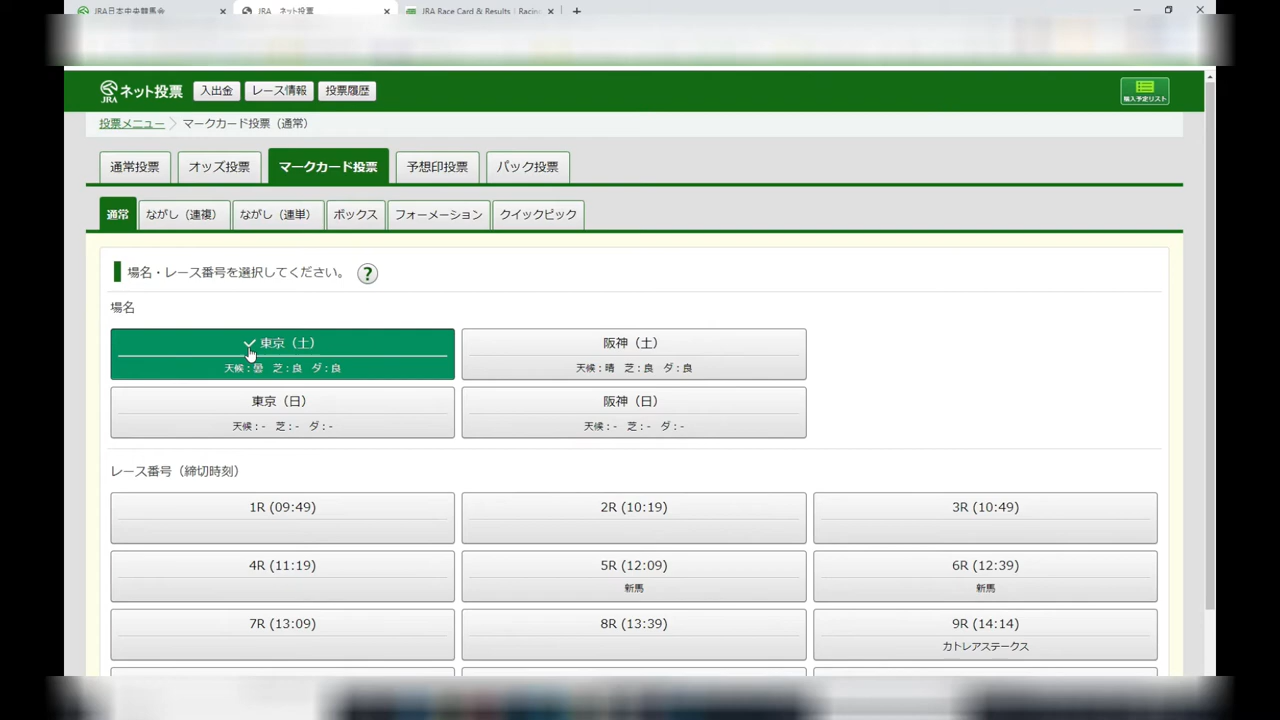 JRA日本中央競馬会
JRA ネット投票
JRA Race Card & Results | Racin
JRA ネット投票 入出金 レース情報 投票履歴
購入予定リスト
投票メニュー マークカード投票（通常）
通常投票 オッズ投票 マークカード投票 予想印投票 パック投票
通常 ながし（連複） ながし（連単） ボックス フォーメーション クイックピック
場名・レース番号を選択してください。 ?
場名
東京（土） 阪神（土）
天候：曇 芝：良 ダ：良 天候：晴 芝：良 ダ：良
東京（日） 阪神（日）
天候：- 芝：- ダ：- 天候：- 芝：- ダ：-
レース番号（締切時刻）
1R (09:49) 2R (10:19) 3R (10:49)
4R (11:19) 5R (12:09) 6R (12:39)
新馬 新馬
7R (13:09) 8R (13:39) 9R (14:14)
カトレアステークス